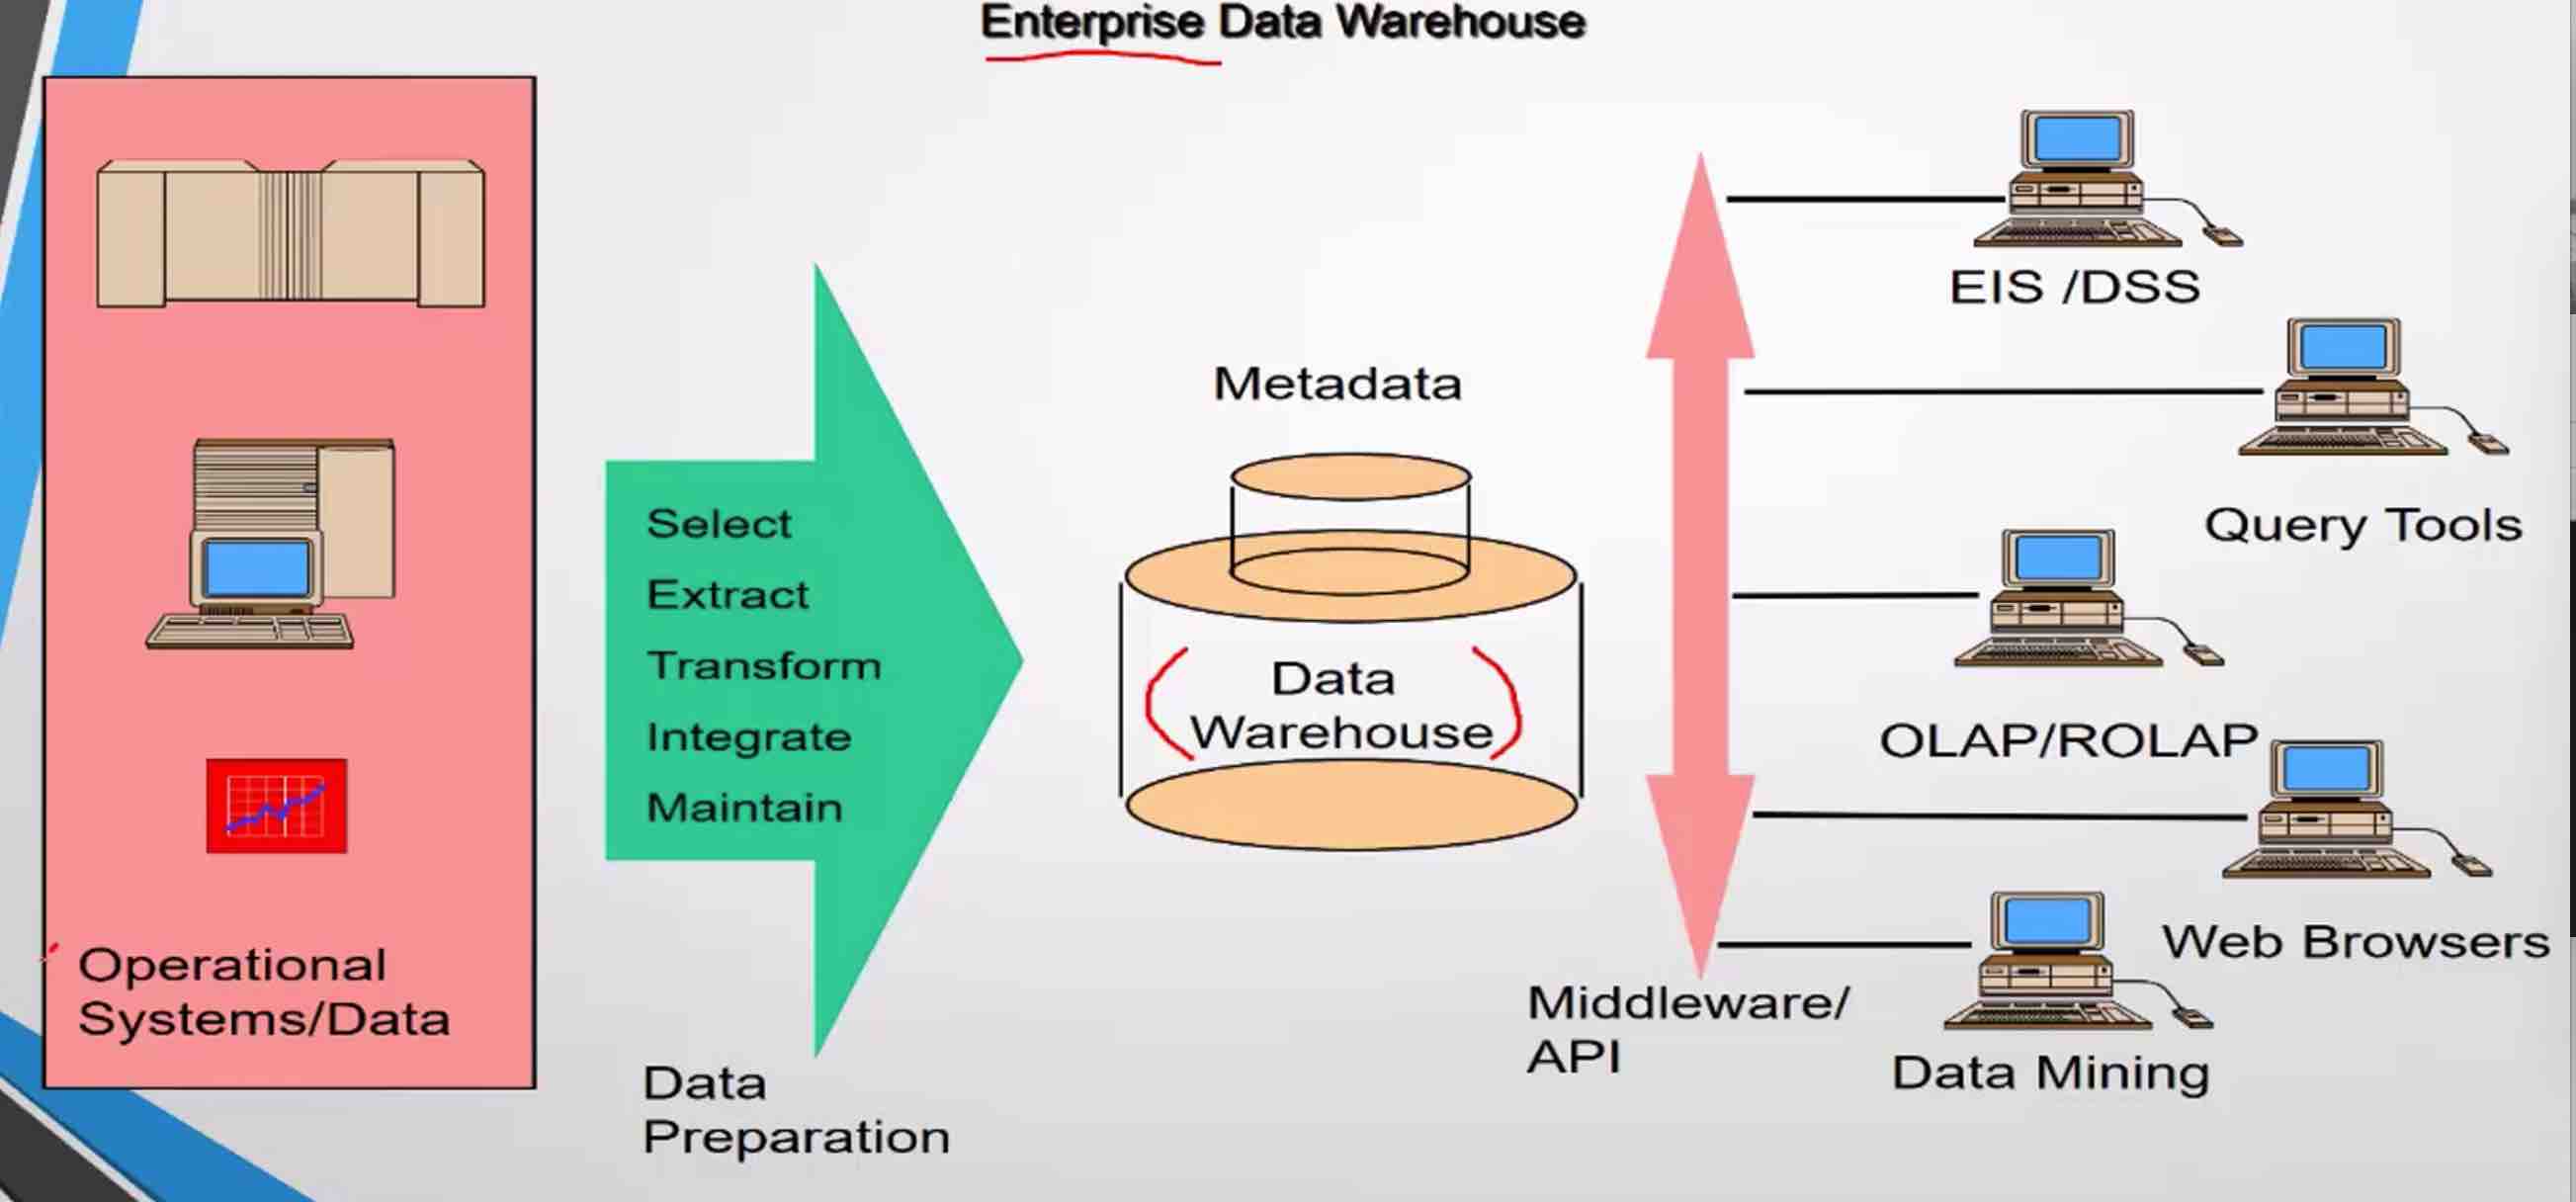 Enterprise Data Warehouse
Operational
Systems/Data
Select
Extract
Transform
Integrate
Maintain
Data
Preparation
Metadata
Data
Warehouse
Middleware/
API
EIS /DSS
Query Tools
OLAP/ROLAP
Web Browsers
Data Mining